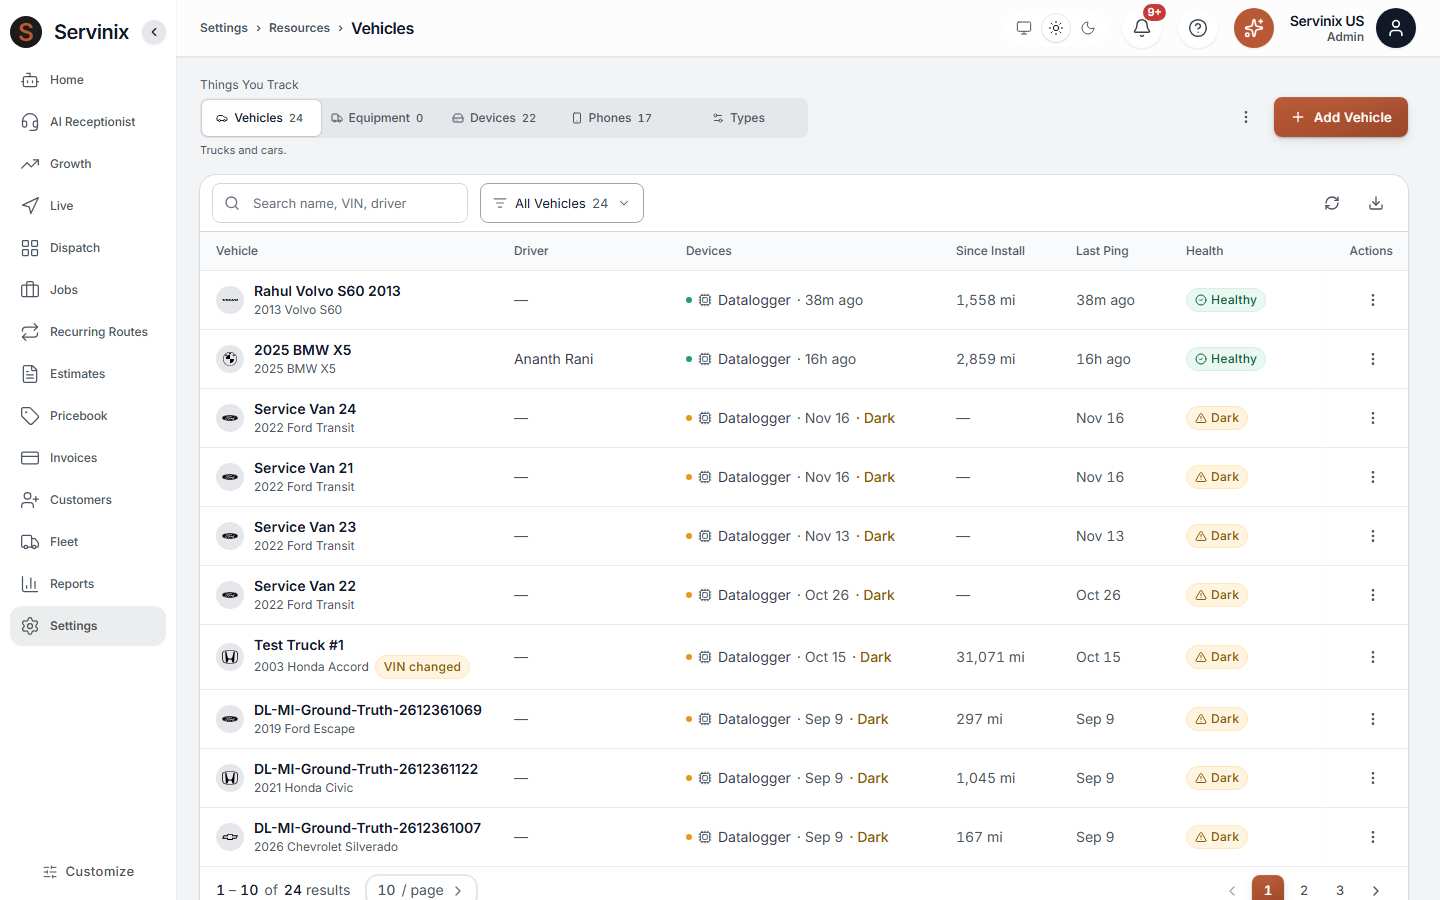 Servinix
Settings › Resources › Vehicles
9+
Servinix US
Admin
Home
AI Receptionist
Growth
Live
Dispatch
Jobs
Recurring Routes
Estimates
Pricebook
Invoices
Customers
Fleet
Reports
Settings
Customize
Things You Track
Vehicles 24 Equipment 0 Devices 22 Phones 17 Types
Add Vehicle
Trucks and cars.
Search name, VIN, driver All Vehicles 24
Vehicle Driver Devices Since Install Last Ping Health Actions
Rahul Volvo S60 2013
2013 Volvo S60
— Datalogger · 38m ago 1,558 mi 38m ago Healthy
2025 BMW X5
2025 BMW X5
Ananth Rani Datalogger · 16h ago 2,859 mi 16h ago Healthy
Service Van 24
2022 Ford Transit
— Datalogger · Nov 16 · Dark — Nov 16 Dark
Service Van 21
2022 Ford Transit
— Datalogger · Nov 16 · Dark — Nov 16 Dark
Service Van 23
2022 Ford Transit
— Datalogger · Nov 13 · Dark — Nov 13 Dark
Service Van 22
2022 Ford Transit
— Datalogger · Oct 26 · Dark — Oct 26 Dark
Test Truck #1
2003 Honda Accord VIN changed
— Datalogger · Oct 15 · Dark 31,071 mi Oct 15 Dark
DL-MI-Ground-Truth-2612361069
2019 Ford Escape
— Datalogger · Sep 9 · Dark 297 mi Sep 9 Dark
DL-MI-Ground-Truth-2612361122
2021 Honda Civic
— Datalogger · Sep 9 · Dark 1,045 mi Sep 9 Dark
DL-MI-Ground-Truth-2612361007
2026 Chevrolet Silverado
— Datalogger · Sep 9 · Dark 167 mi Sep 9 Dark
1 – 10 of 24 results 10 / page 1 2 3